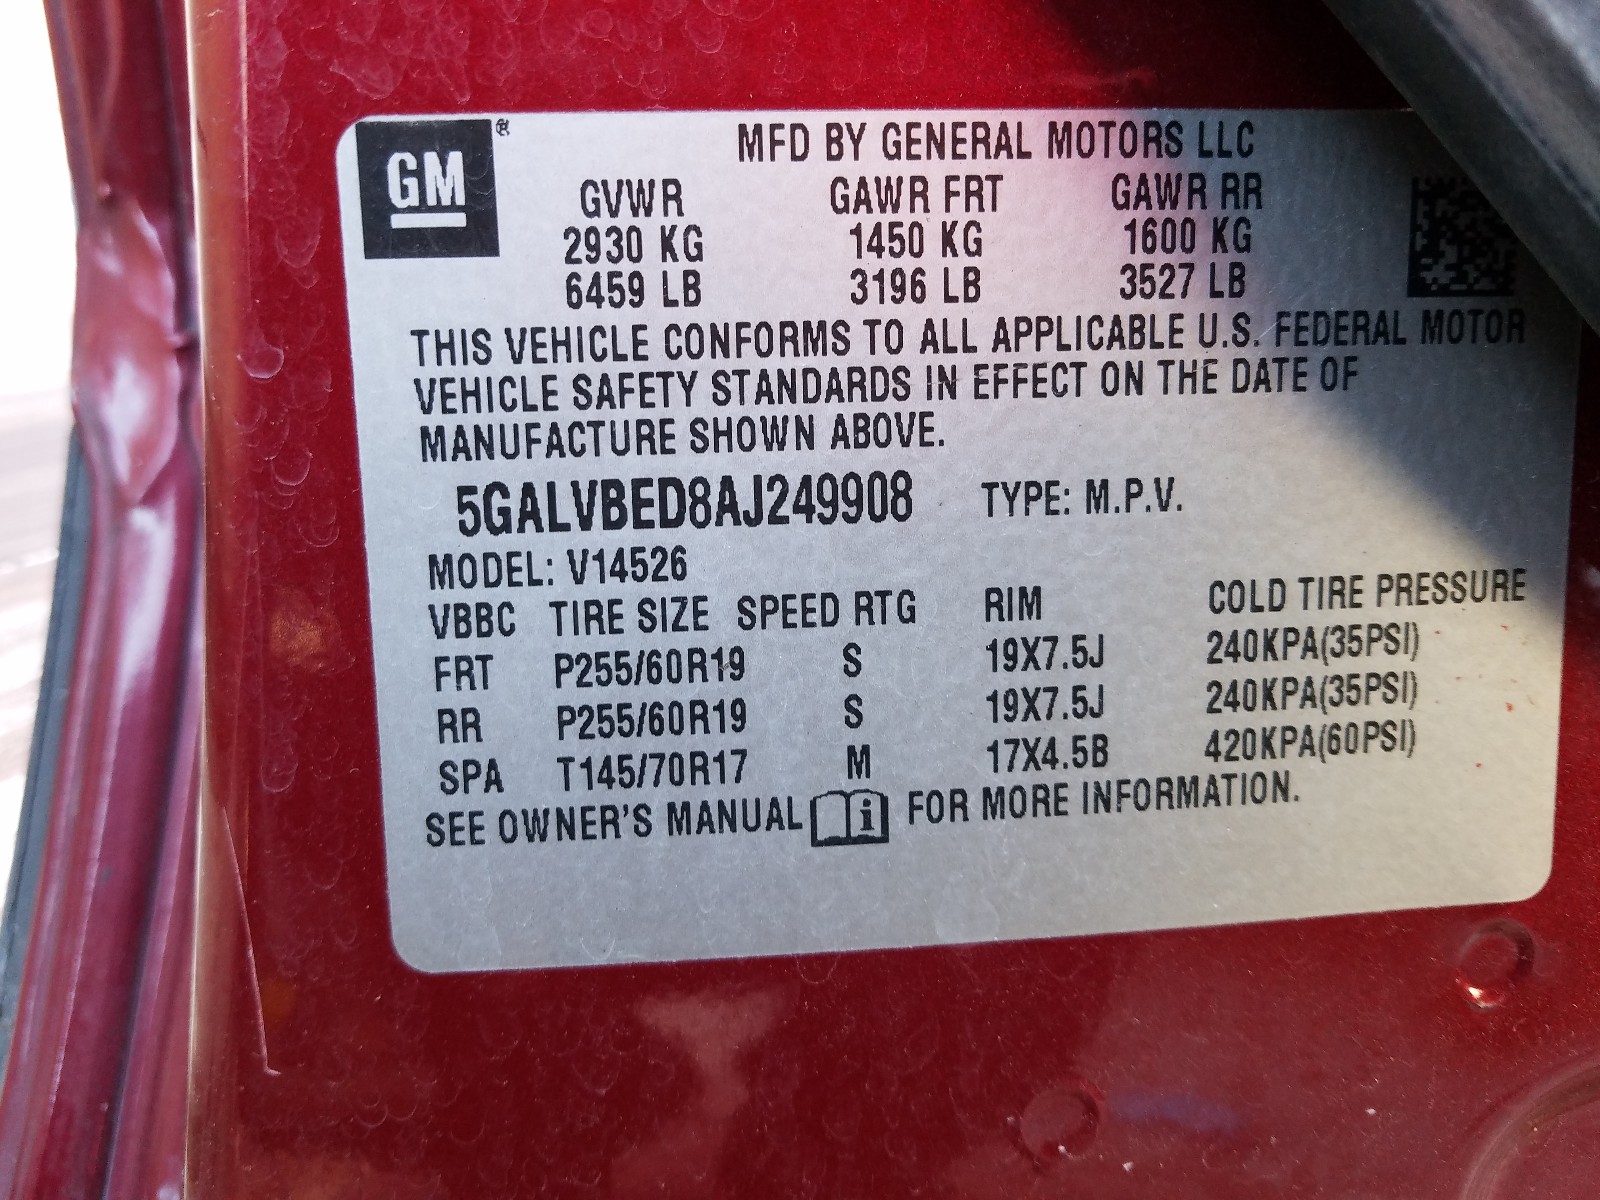 GM ®
MFD BY GENERAL MOTORS LLC
GVWR GAWR FRT GAWR RR
2930 KG 1450 KG 1600 KG
6459 LB 3196 LB 3527 LB
THIS VEHICLE CONFORMS TO ALL APPLICABLE U.S. FEDERAL MOTOR
VEHICLE SAFETY STANDARDS IN EFFECT ON THE DATE OF
MANUFACTURE SHOWN ABOVE.
5GALVBED8AJ249908 TYPE: M.P.V.
MODEL: V14526
VBBC TIRE SIZE SPEED RTG RIM COLD TIRE PRESSURE
FRT P255/60R19 S 19X7.5J 240KPA(35PSI)
RR P255/60R19 S 19X7.5J 240KPA(35PSI)
SPA T145/70R17 M 17X4.5B 420KPA(60PSI)
SEE OWNER'S MANUAL i FOR MORE INFORMATION.